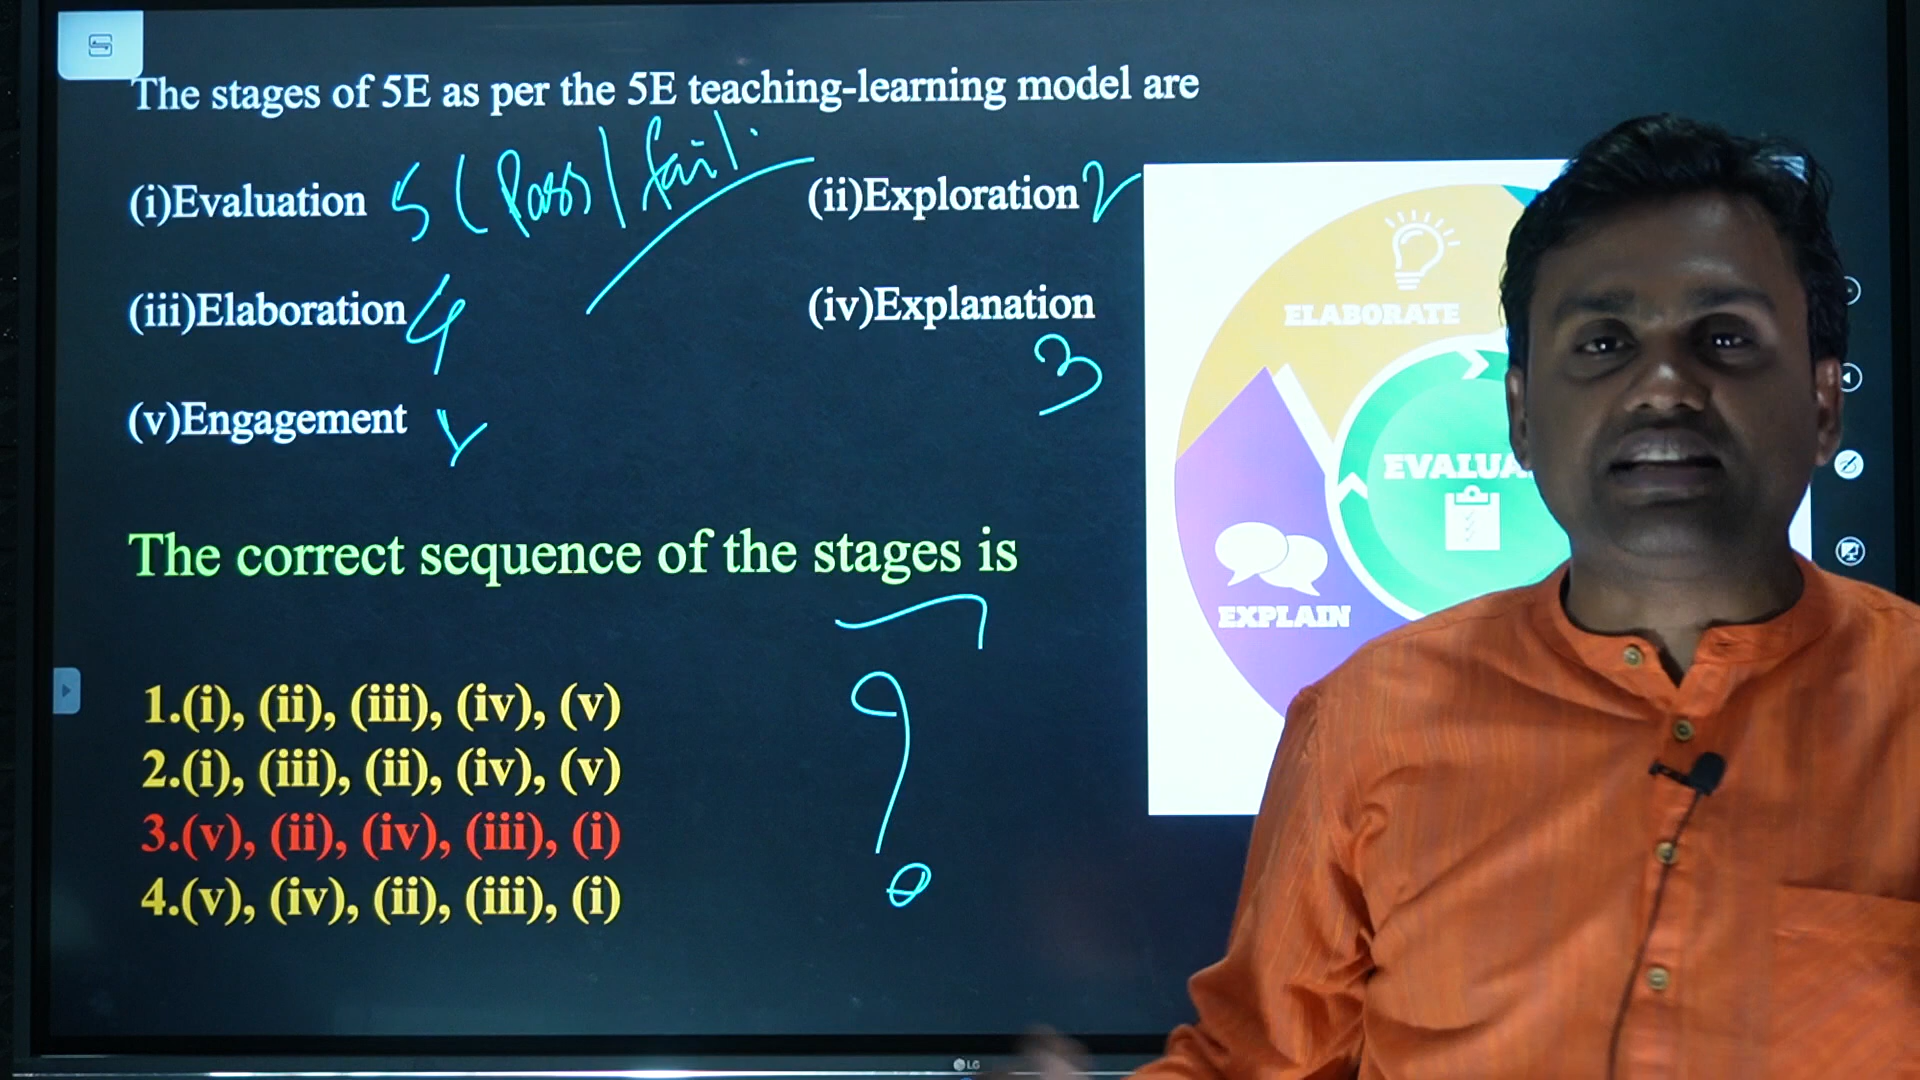 The stages of 5E as per the 5E teaching-learning model are
(i)Evaluation 5 (Pass) / fail. (ii)Exploration 2
(iii)Elaboration 4 (iv)Explanation
3
(v)Engagement
The correct sequence of the stages is
?
1.(i), (ii), (iii), (iv), (v)
2.(i), (iii), (ii), (iv), (v)
3.(v), (ii), (iv), (iii), (i)
4.(v), (iv), (ii), (iii), (i)
ELABORATE
EXPLAIN
LG